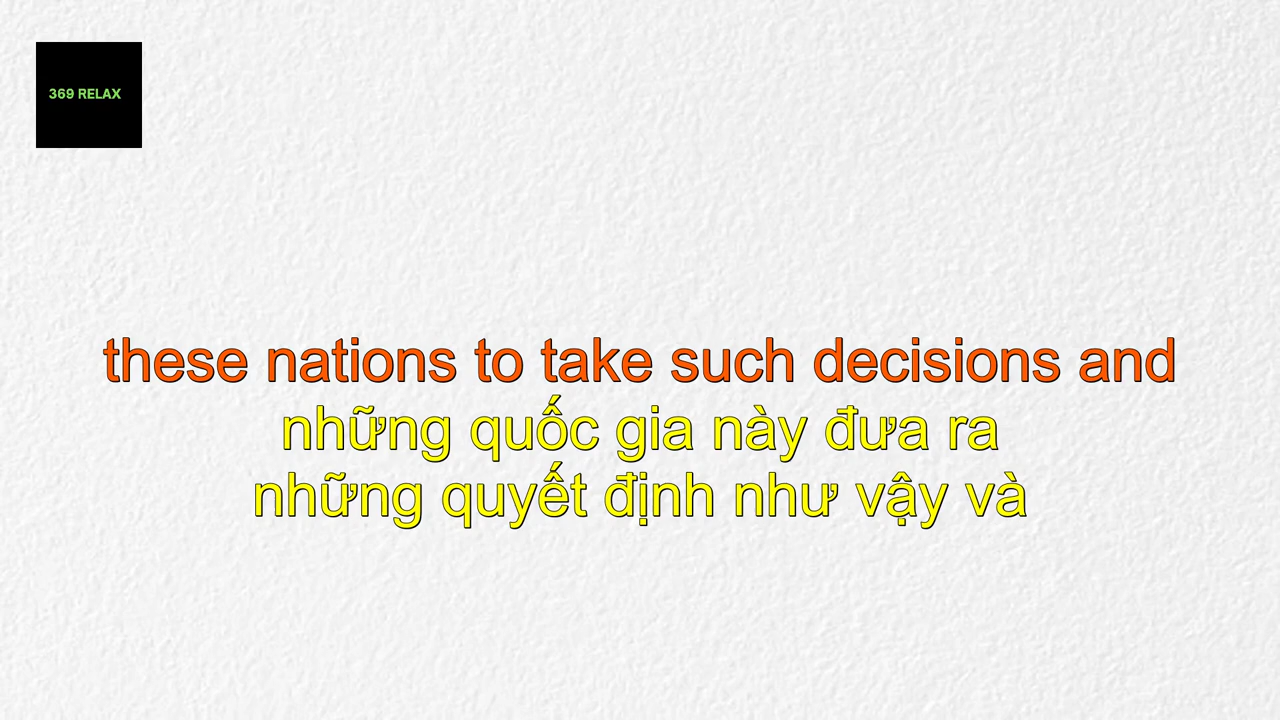 369 RELAX
these nations to take such decisions and
những quốc gia này đưa ra
những quyết định như vậy và